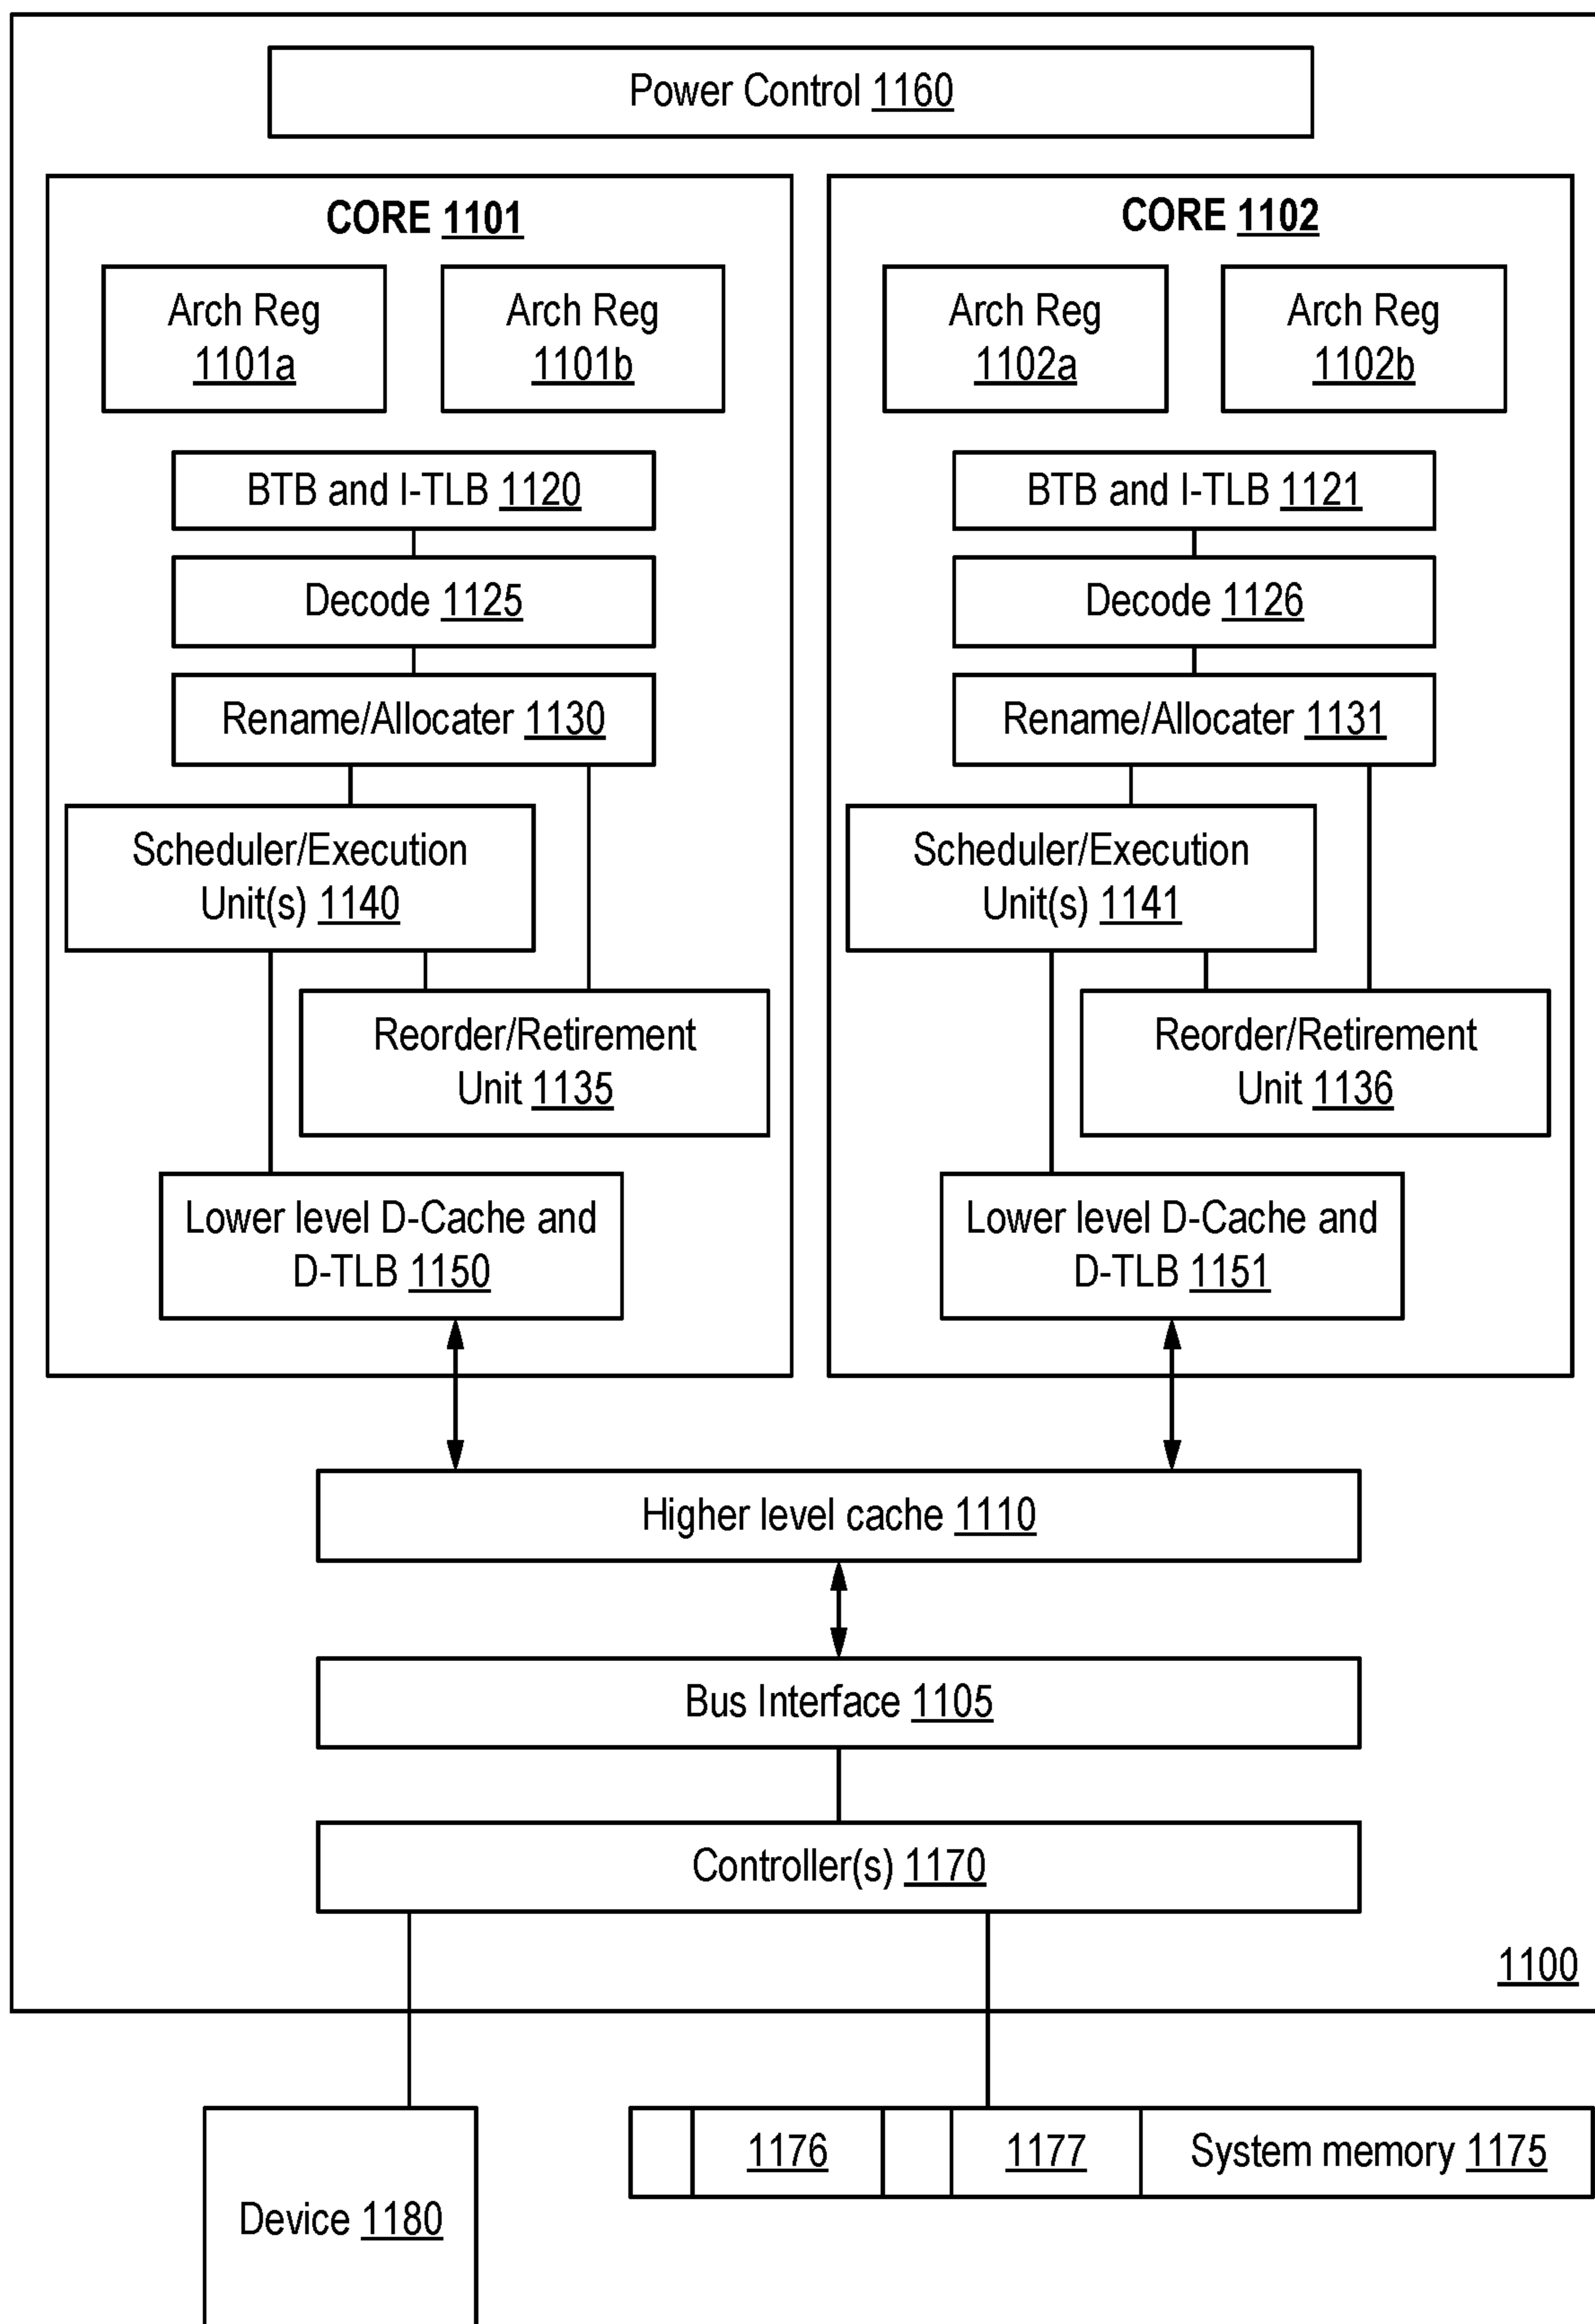 Power Control 1160
CORE 1101
Arch Reg
1101a
Arch Reg
1101b
BTB and I-TLB 1120
Decode 1125
Rename/Allocater 1130
Scheduler/Execution
Unit(s) 1140
Reorder/Retirement
Unit 1135
Lower level D-Cache and
D-TLB 1150
CORE 1102
Arch Reg
1102a
Arch Reg
1102b
BTB and I-TLB 1121
Decode 1126
Rename/Allocater 1131
Scheduler/Execution
Unit(s) 1141
Reorder/Retirement
Unit 1136
Lower level D-Cache and
D-TLB 1151
Higher level cache 1110
Bus Interface 1105
Controller(s) 1170
1100
1176
1177
System memory 1175
Device 1180